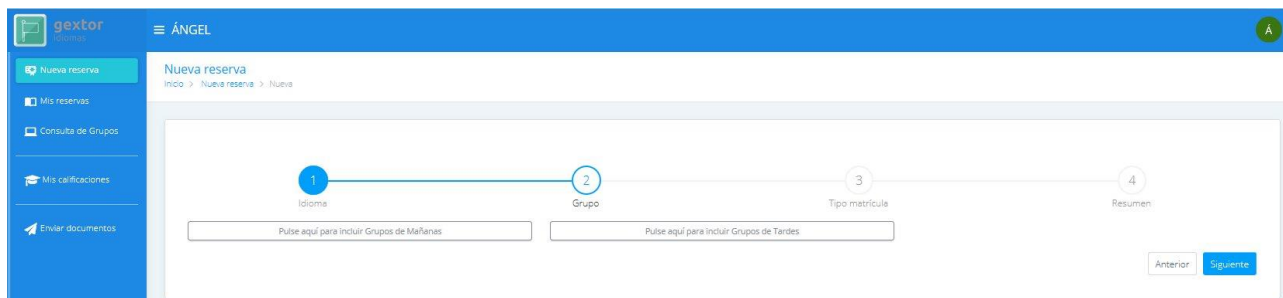 gextor
idiomas
≡ ÁNGEL
Á
Nueva reserva
Mis reservas
Consulta de Grupos
Mis calificaciones
Enviar documentos
Nueva reserva
Inicio > Nueva reserva > Nueva
1
Idioma
2
Grupo
3
Tipo matrícula
4
Resumen
Pulse aquí para incluir Grupos de Mañanas
Pulse aquí para incluir Grupos de Tardes
Anterior
Siguiente